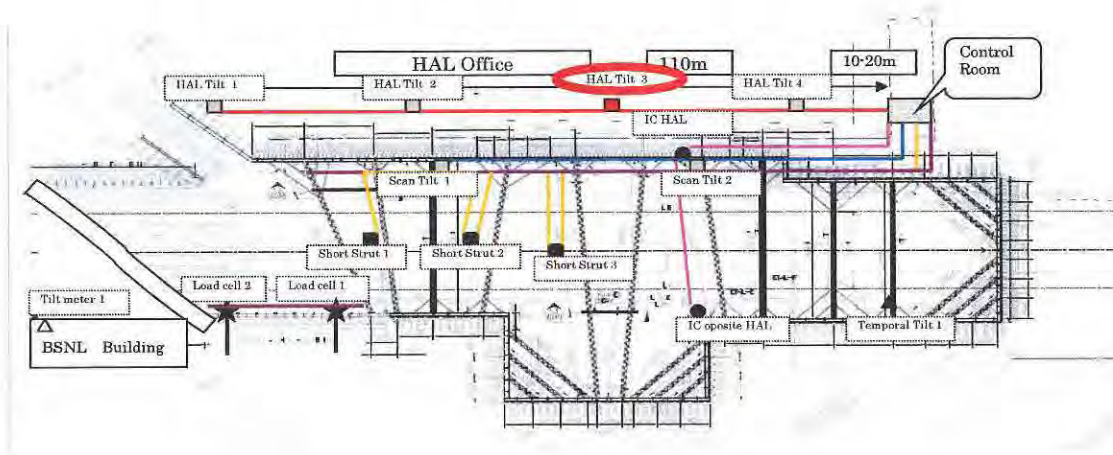 HAL Office
110m
10-20m
Control
Room
HAL Tilt 1
HAL Tilt 2
HAL Tilt 3
HAL Tilt 4
IC HAL
Scan Tilt 1
Scan Tilt 2
Short Strut 1
Short Strut 2
Short Strut 3
Load cell 2
Load cell 1
Tilt meter 1
BSNL Building
IC oposite HAL
Temporal Tilt 1